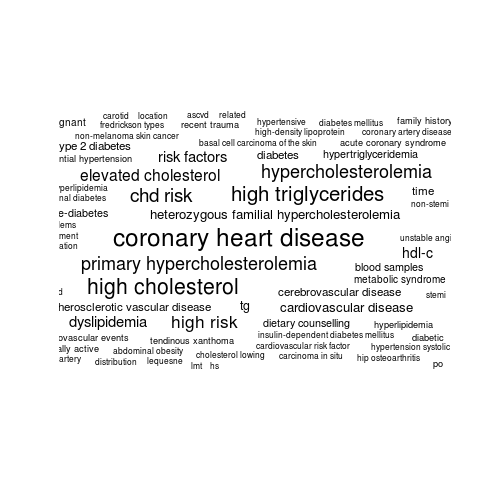 carotid location ascvd related
gnant fredrickson types recent trauma hypertensive diabetes mellitus family history
non-melanoma skin cancer high-density lipoprotein coronary artery disease
ype 2 diabetes basal cell carcinoma of the skin acute coronary syndrome
ntial hypertension risk factors diabetes hypertriglyceridemia
elevated cholesterol hypercholesterolemia
perlipidemia chd risk high triglycerides time
nal diabetes non-stemi
e-diabetes heterozygous familial hypercholesterolemia
lems
ment coronary heart disease unstable angi
ation hdl-c
primary hypercholesterolemia blood samples
high cholesterol metabolic syndrome
d cerebrovascular disease stemi
herosclerotic vascular disease tg cardiovascular disease
dyslipidemia high risk dietary counselling hyperlipidemia
ovascular events tendinous xanthoma insulin-dependent diabetes mellitus diabetic
ally active abdominal obesity cardiovascular risk factor hypertension systolic
artery distribution lequesne cholesterol lowing carcinoma in situ hip osteoarthritis
lmt hs po